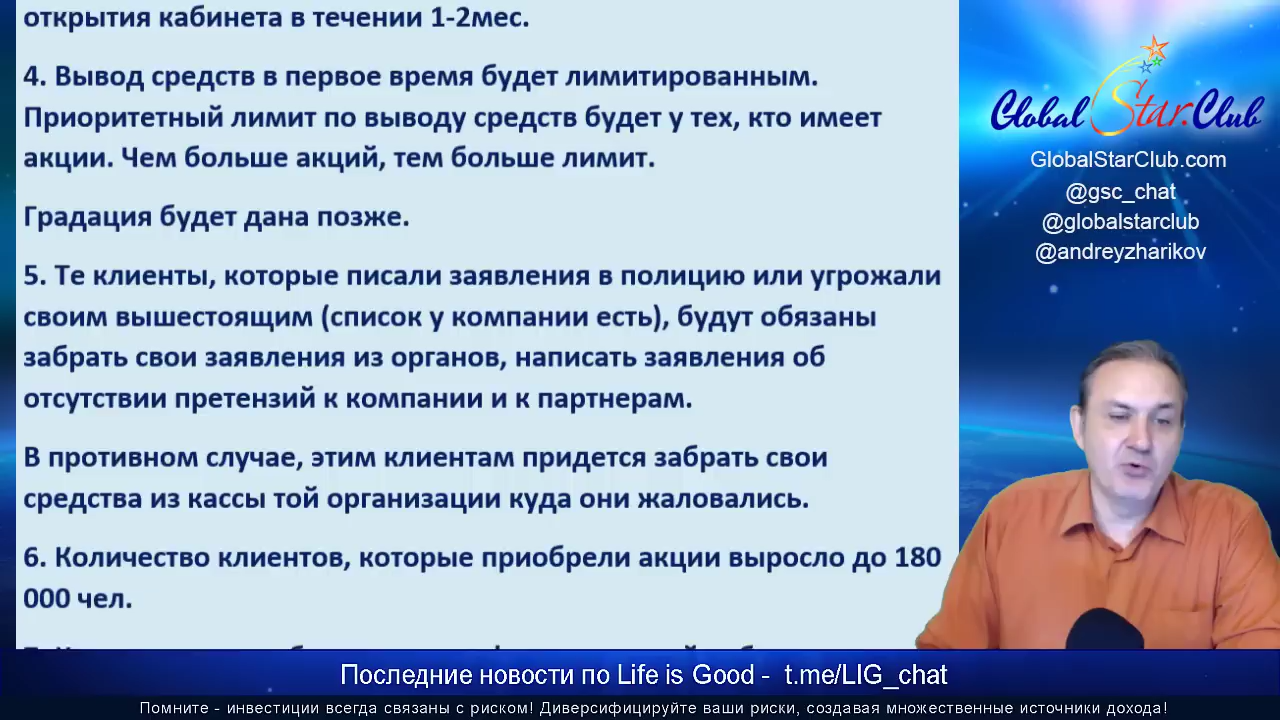 открытия кабинета в течении 1-2мес.
4. Вывод средств в первое время будет лимитированным.
Приоритетный лимит по выводу средств будет у тех, кто имеет
акции. Чем больше акций, тем больше лимит.
Градация будет дана позже.
5. Те клиенты, которые писали заявления в полицию или угрожали
своим вышестоящим (список у компании есть), будут обязаны
забрать свои заявления из органов, написать заявления об
отсутствии претензий к компании и к партнерам.
В противном случае, этим клиентам придется забрать свои
средства из кассы той организации куда они жаловались.
6. Количество клиентов, которые приобрели акции выросло до 180
000 чел.
Global Star.Club
GlobalStarClub.com
@gsc_chat
@globalstarclub
@andreyzharikov
Последние новости по Life is Good - t.me/LIG_chat
Помните - инвестиции всегда связаны с риском! Диверсифицируйте ваши риски, создавая множественные источники дохода!